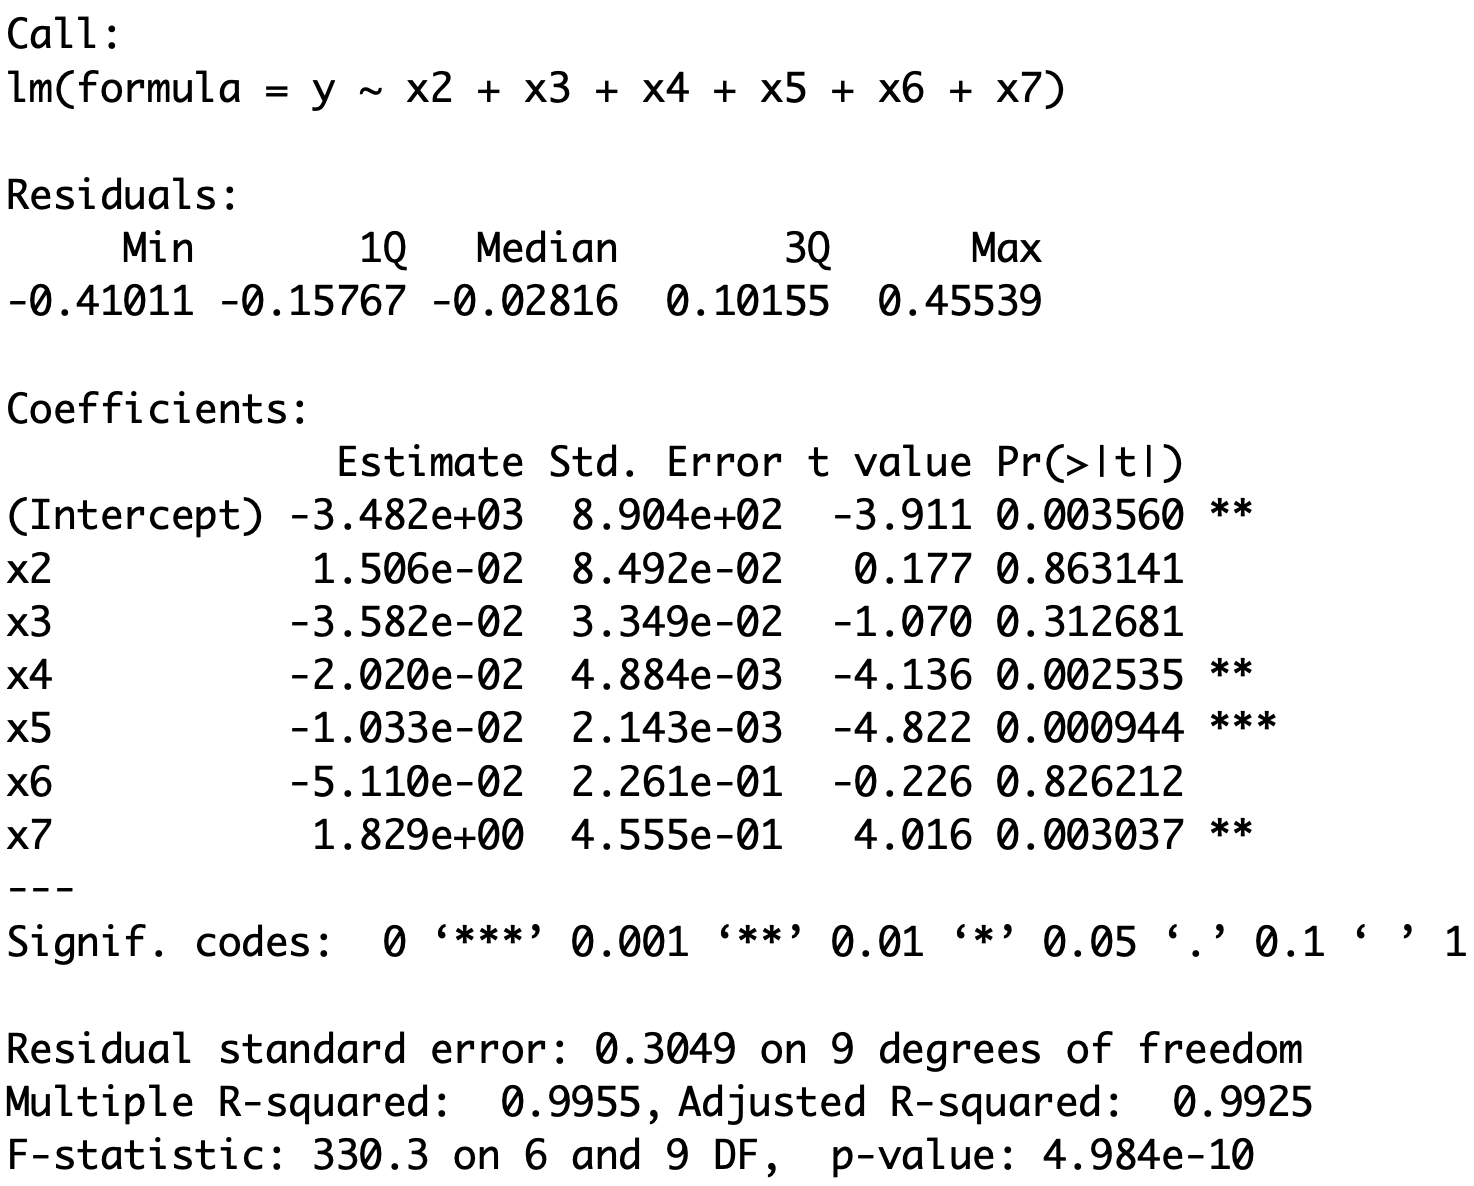 Call:
lm(formula = y ~ x2 + x3 + x4 + x5 + x6 + x7)
Residuals:
Min 1Q Median 3Q Max
-0.41011 -0.15767 -0.02816 0.10155 0.45539
Coefficients:
Estimate Std. Error t value Pr(>|t|)
(Intercept) -3.482e+03 8.904e+02 -3.911 0.003560 **
x2 1.506e-02 8.492e-02 0.177 0.863141
x3 -3.582e-02 3.349e-02 -1.070 0.312681
x4 -2.020e-02 4.884e-03 -4.136 0.002535 **
x5 -1.033e-02 2.143e-03 -4.822 0.000944 ***
x6 -5.110e-02 2.261e-01 -0.226 0.826212
x7 1.829e+00 4.555e-01 4.016 0.003037 **
---
Signif. codes: 0 ‘***’ 0.001 ‘**’ 0.01 ‘*’ 0.05 ‘.’ 0.1 ‘ ’ 1
Residual standard error: 0.3049 on 9 degrees of freedom
Multiple R-squared: 0.9955, Adjusted R-squared: 0.9925
F-statistic: 330.3 on 6 and 9 DF, p-value: 4.984e-10